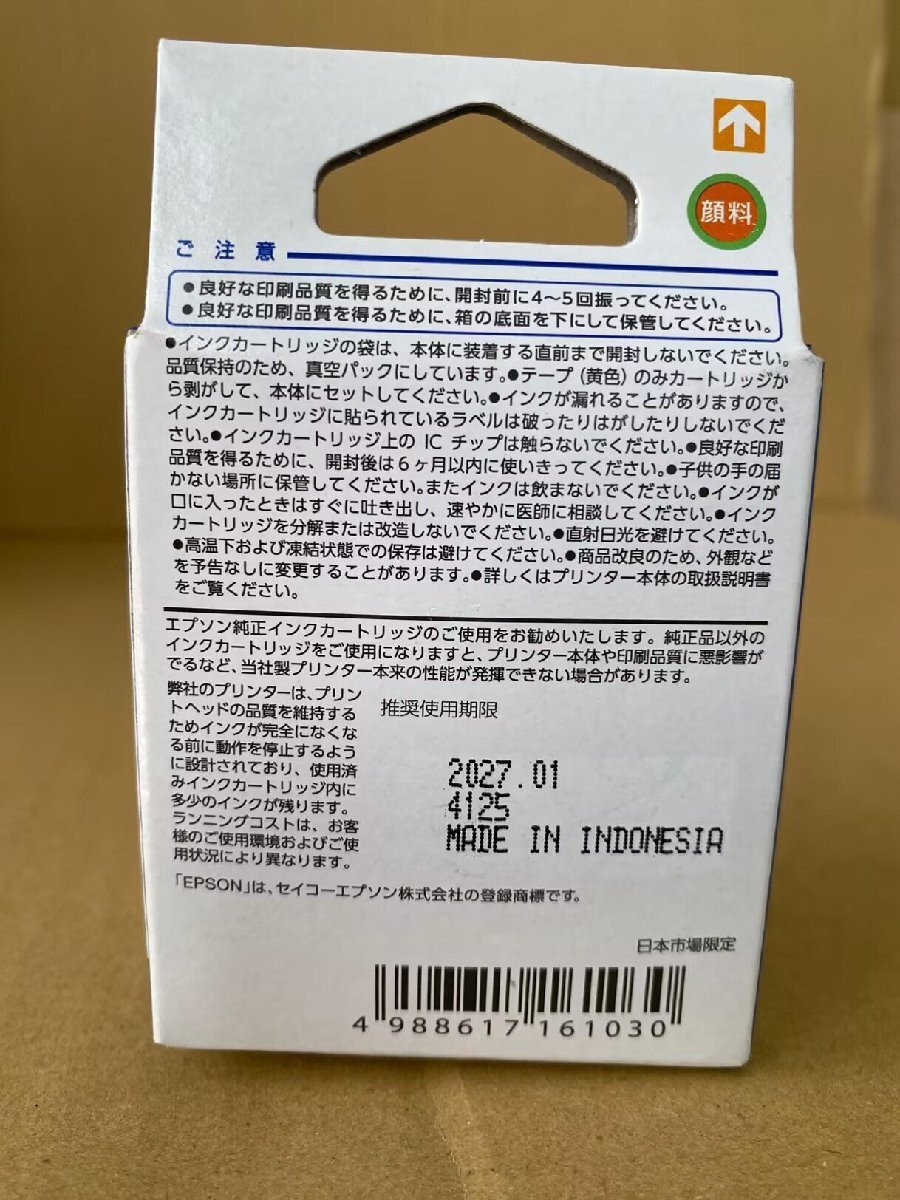 顔料
ご注意
●良好な印刷品質を得るために、開封前に4～5回振ってください。
●良好な印刷品質を得るために、箱の底面を下にして保管してください。
●インクカートリッジの袋は、本体に装着する直前まで開封しないでください。
品質保持のため、真空パックにしています。●テープ(黄色)のみカートリッジか
ら剥がして、本体にセットしてください。●インクが漏れることがありますので、
インクカートリッジに貼られているラベルは破ったりはがしたりしないでくだ
さい。●インクカートリッジ上の IC チップは触らないでください。●良好な印刷
品質を得るために、開封後は6ヶ月以内に使いきってください。●子供の手の届
かない場所に保管してください。またインクは飲まないでください。●インクが
口に入ったときはすぐに吐き出し、速やかに医師に相談してください。●インク
カートリッジを分解または改造しないでください。●直射日光を避けてください。
●高温下および凍結状態での保存は避けてください。●商品改良のため、外観など
を予告なしに変更することがあります。●詳しくはプリンター本体の取扱説明書
をご覧ください。
エプソン純正インクカートリッジのご使用をお勧めいたします。純正品以外の
インクカートリッジをご使用になりますと、プリンター本体や印刷品質に悪影響が
でるなど、当社製プリンター本来の性能が発揮できない場合があります。
弊社のプリンターは、プリン
トヘッドの品質を維持する
ためインクが完全になくな
る前に動作を停止するよう
に設計されており、使用済
みインクカートリッジ内に
多少のインクが残ります。
ランニングコストは、お客
様のご使用環境およびご使
用状況により異なります。
推奨使用期限
2027.01
4125
MADE IN INDONESIA
「EPSON」は、セイコーエプソン株式会社の登録商標です。
日本市場限定
4 988617 161030